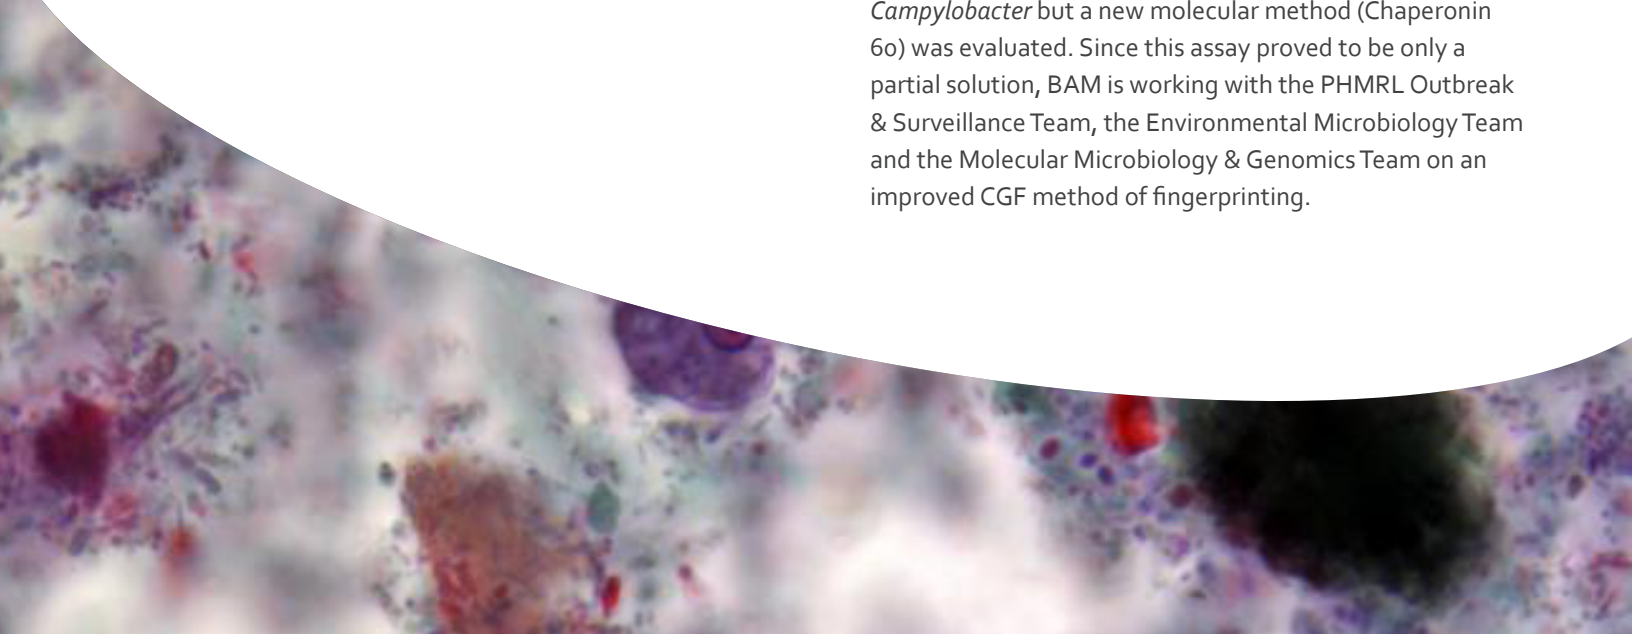 Campylobacter but a new molecular method (Chaperonin
60) was evaluated. Since this assay proved to be only a
partial solution, BAM is working with the PHMRL Outbreak
& Surveillance Team, the Environmental Microbiology Team
and the Molecular Microbiology & Genomics Team on an
improved CGF method of fingerprinting.